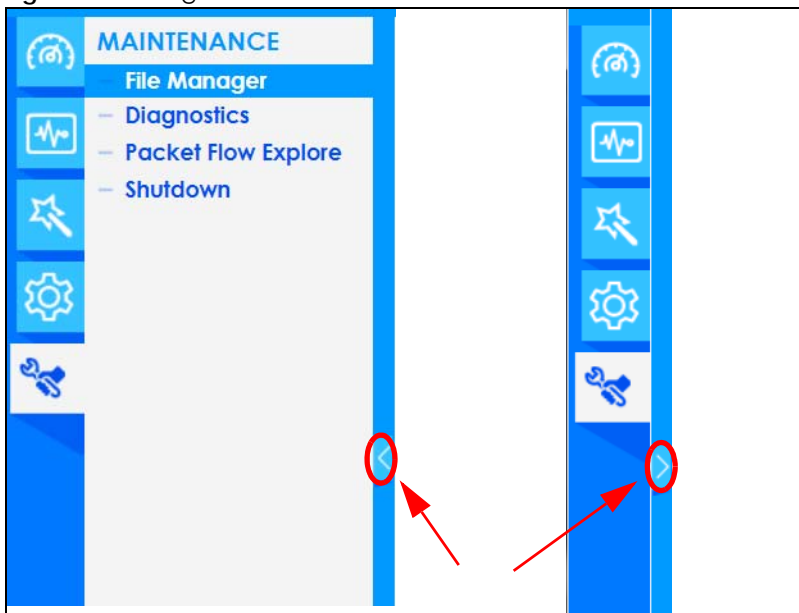 MAINTENANCE
File Manager
Diagnostics
Packet Flow Explore
Shutdown